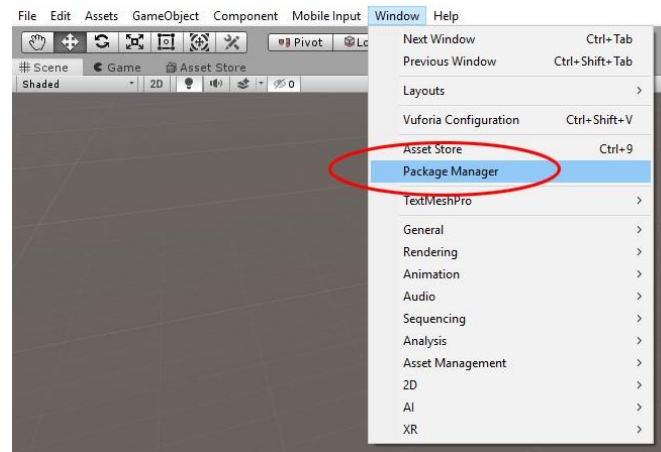 File Edit Assets GameObject Component Mobile Input Window Help
Pivot
# Scene Game Asset Store
Shaded 2D 0
Next Window Ctrl+Tab
Previous Window Ctrl+Shift+Tab
Layouts >
Vuforia Configuration Ctrl+Shift+V
Asset Store Ctrl+9
Package Manager
TextMeshPro >
General >
Rendering >
Animation >
Audio >
Sequencing >
Analysis >
Asset Management >
2D >
AI >
XR >